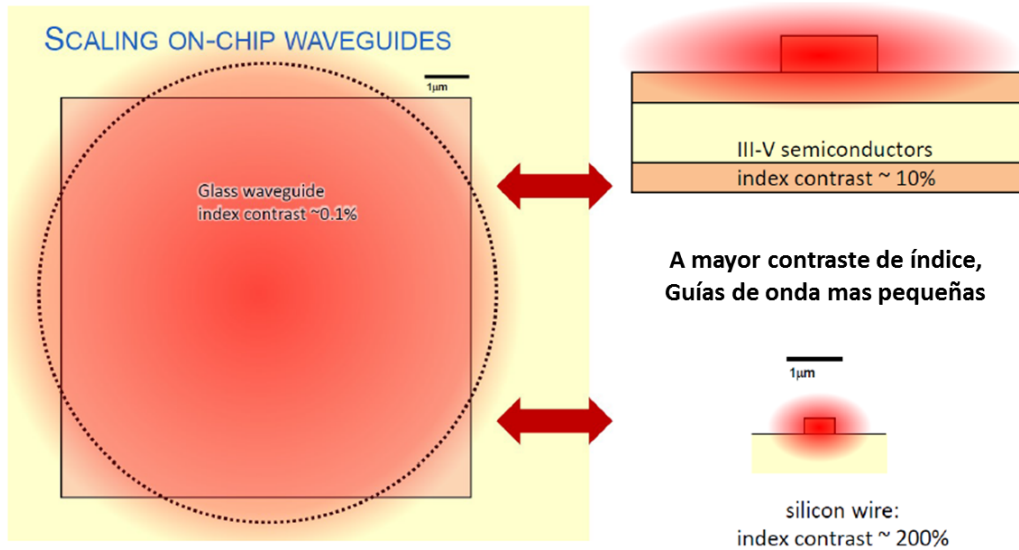 SCALING ON-CHIP WAVEGUIDES
1μm
Glass waveguide
index contrast ~0.1%
III-V semiconductors
index contrast ~ 10%
A mayor contraste de índice,
Guías de onda mas pequeñas
1μm
silicon wire:
index contrast ~ 200%